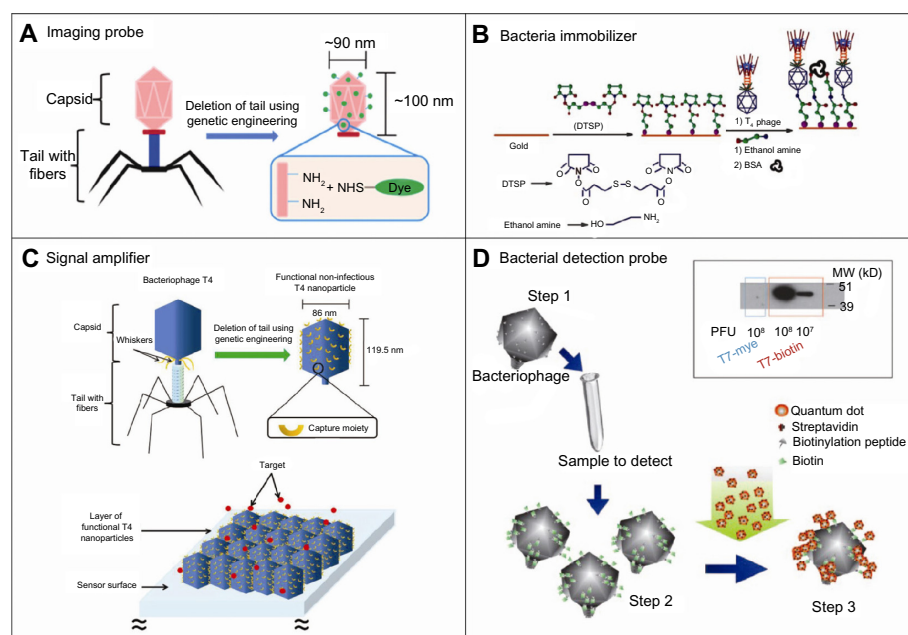 A
Imaging probe
~90 nm
Capsid
Deletion of tail using
genetic engineering
~100 nm
Tail with
fibers
NH2
+ NHS
Dye
NH2
B
Bacteria immobilizer
Gold
(DTSP)
1) T4 phage
1) Ethanol amine
2) BSA
DTSP
O
O
O
O
N
N
O
O
S–S
O
O
Ethanol amine
HO
NH2
C
Signal amplifier
Bacteriophage T4
Functional non-infectious
T4 nanoparticle
86 nm
Capsid
Deletion of tail using
genetic engineering
Whiskers
119.5 nm
Tail with
fibers
Capture moiety
Target
Layer of
functional T4
nanoparticles
Sensor surface
≈
≈
D
Bacterial detection probe
Step 1
Bacteriophage
Sample to detect
MW (kD)
51
39
PFU
10⁸
10⁸
10⁷
T7-mye
T7-biotin
Quantum dot
Streptavidin
Biotinylation peptide
Biotin
Step 2
Step 3